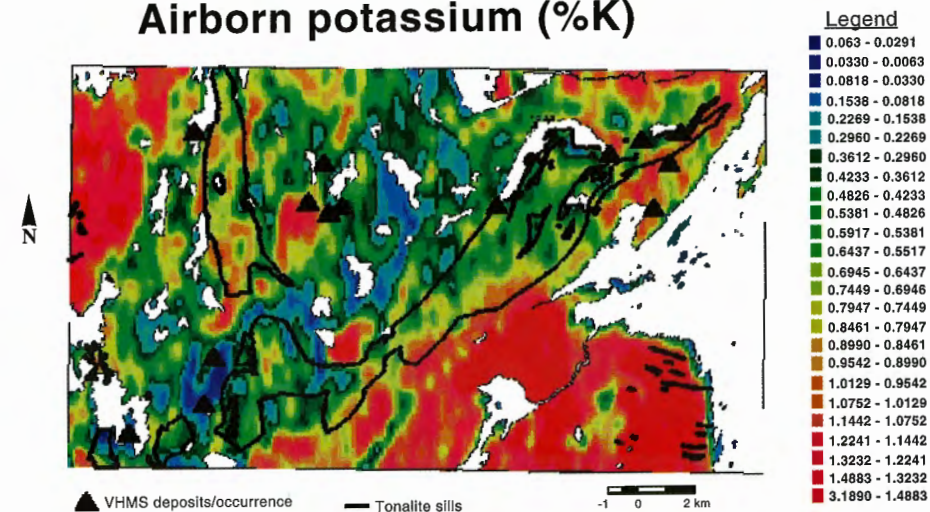 Airborn potassium (%K)
Legend
0.063 - 0.0291
0.0330 - 0.0063
0.0818 - 0.0330
0.1538 - 0.0818
0.2269 - 0.1538
0.2960 - 0.2269
0.3612 - 0.2960
0.4233 - 0.3612
0.4826 - 0.4233
0.5381 - 0.4826
0.5917 - 0.5381
0.6437 - 0.5517
0.6945 - 0.6437
0.7449 - 0.6946
0.7947 - 0.7449
0.8461 - 0.7947
0.8990 - 0.8461
0.9542 - 0.8990
1.0129 - 0.9542
1.0752 - 1.0129
1.1442 - 1.0752
1.2241 - 1.1442
1.3232 - 1.2241
1.4883 - 1.3232
3.1890 - 1.4883
N
VHMS deposits/occurrence
Tonalite sills
-1 0 2 km